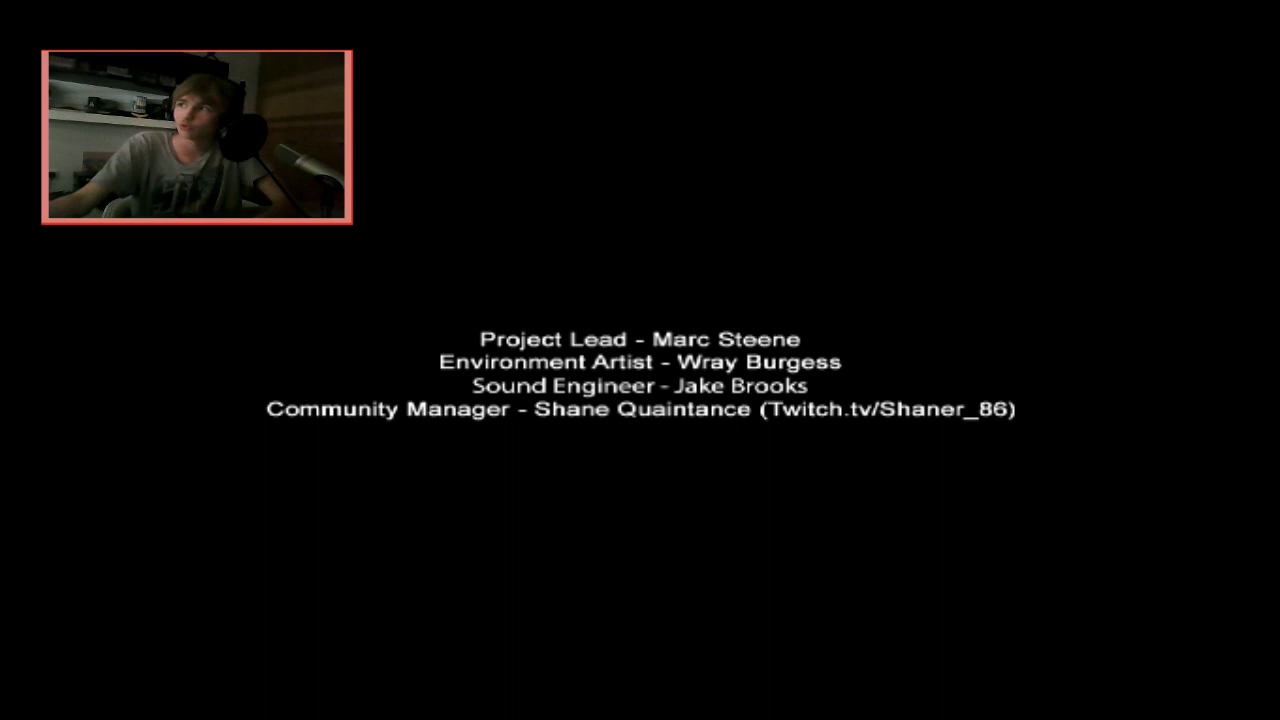 Project Lead - Marc Steene
Environment Artist - Wray Burgess
Sound Engineer - Jake Brooks
Community Manager - Shane Quaintance (Twitch.tv/Shaner_86)